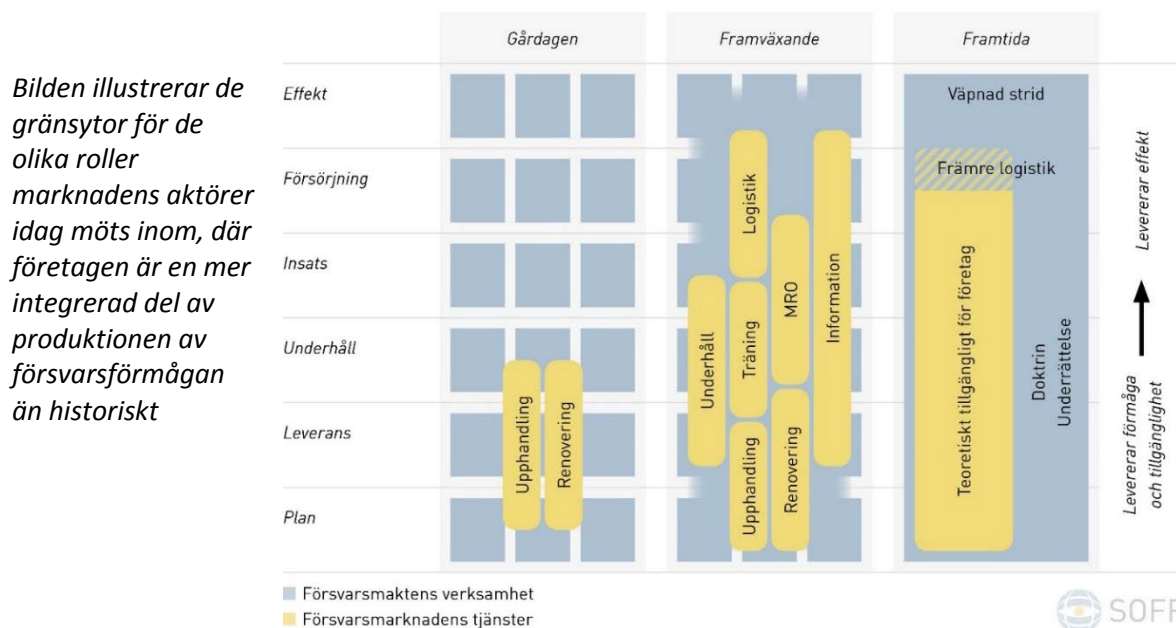 Bilden illustrerar de
gränsytor för de
olika roller
marknadens aktörer
idag möts inom, där
företagen är en mer
integrerad del av
produktionen av
försvarsförmågan
än historiskt
Gårdagen
Framväxande
Framtida
Effekt
Försörjning
Insats
Underhåll
Leverans
Plan
Upphandling
Renovering
Underhåll
Logistik
Träning
Upphandling
MRO
Renovering
Information
Väpnad strid
Främre logistik
Teoretiskt tillgängligt för företag
Doktrin
Underrättelse
Levererar effekt
Levererar förmåga
och tillgänglighet
Försvarsmaktens verksamhet
Försvarsmarknadens tjänster
SOFF